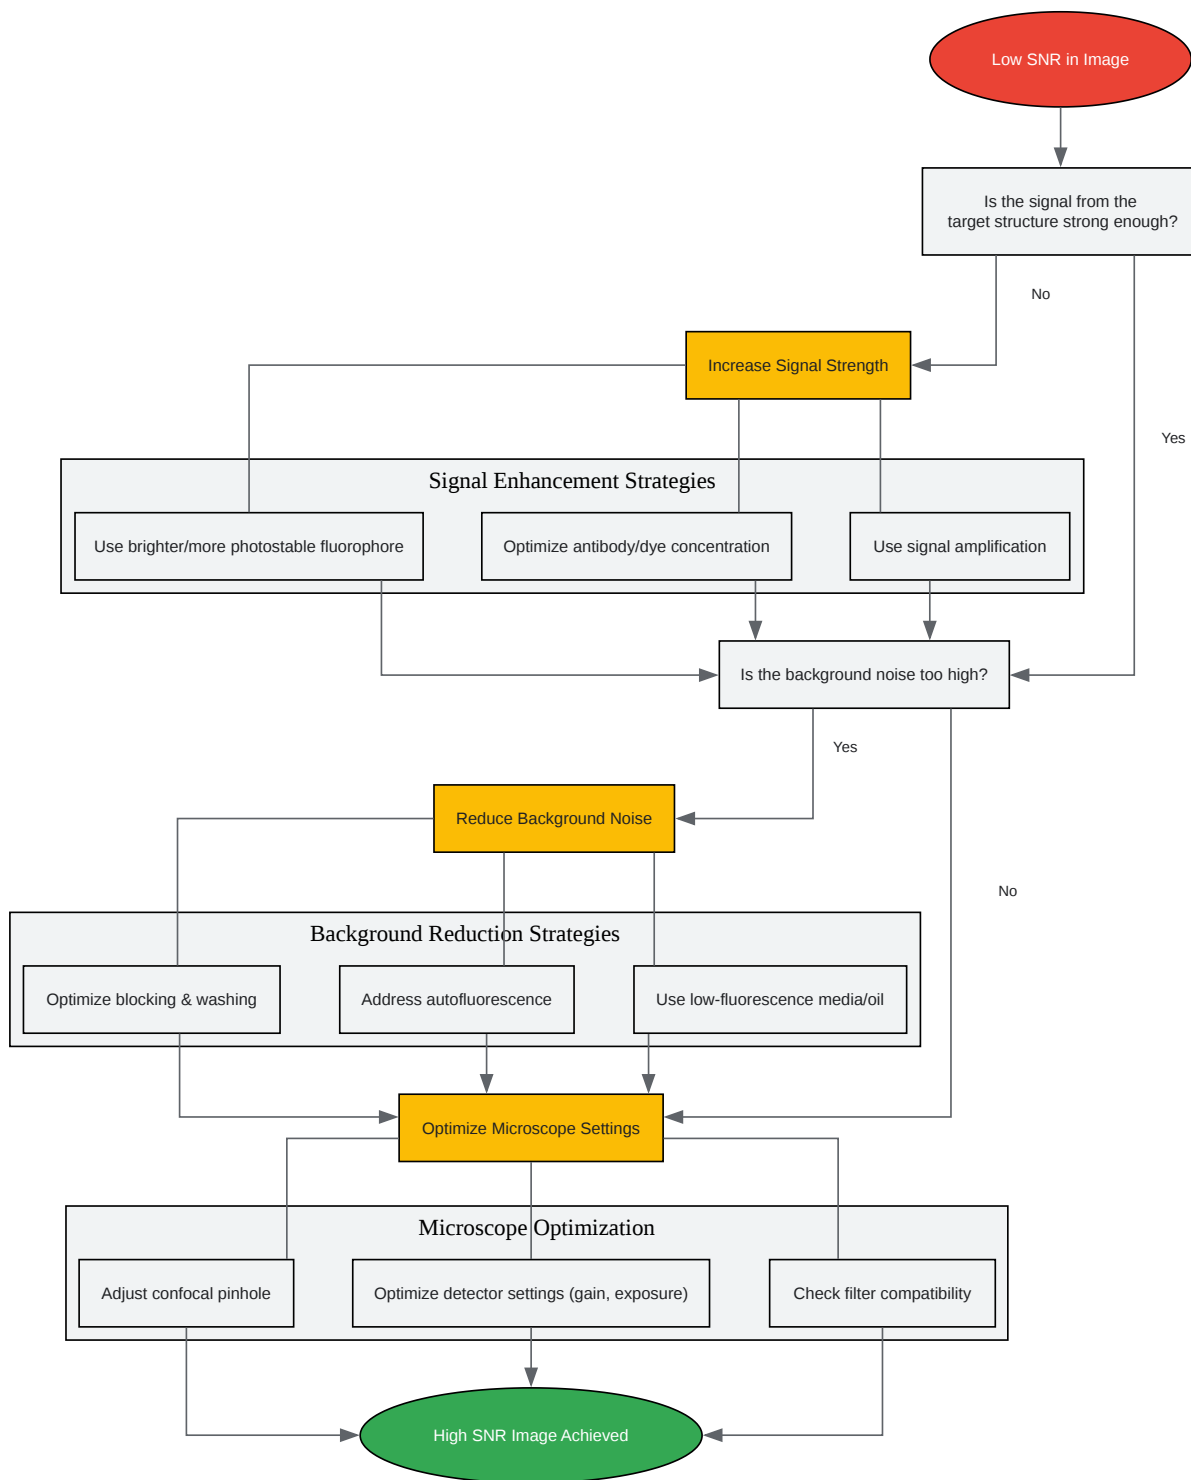 Low SNR in Image
Is the signal from the
target structure strong enough?
No
Increase Signal Strength
Yes
Signal Enhancement Strategies
Use brighter/more photostable fluorophore
Optimize antibody/dye concentration
Use signal amplification
Is the background noise too high?
Yes
Reduce Background Noise
No
Background Reduction Strategies
Optimize blocking & washing
Address autofluorescence
Use low-fluorescence media/oil
Optimize Microscope Settings
Microscope Optimization
Adjust confocal pinhole
Optimize detector settings (gain, exposure)
Check filter compatibility
High SNR Image Achieved